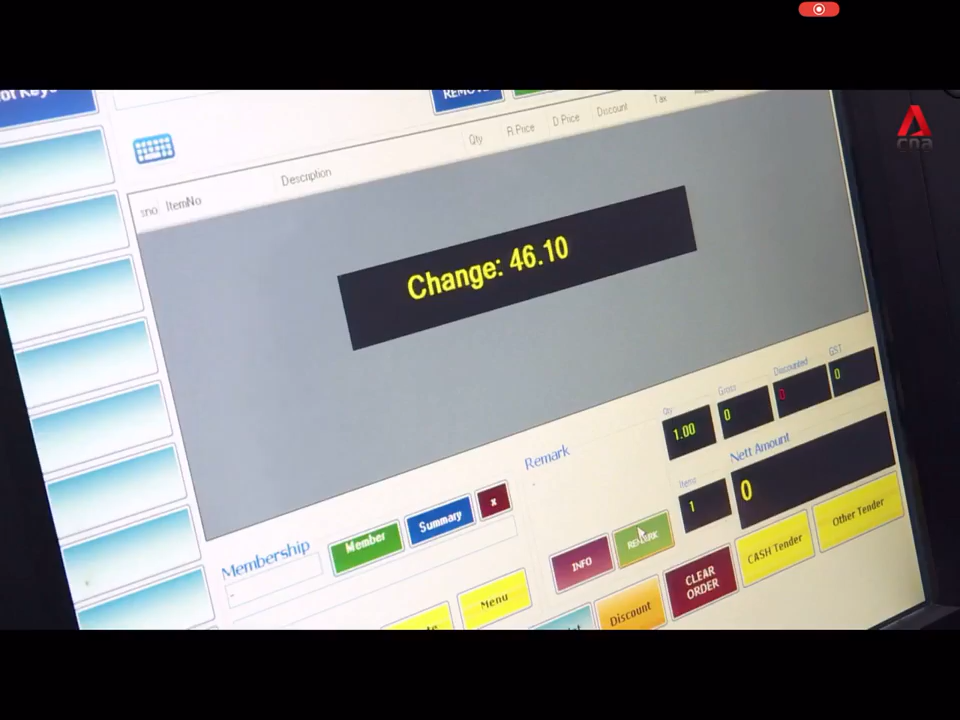 REMOVE
cna
sno ItemNo Description Qty R.Price D.Price Discount Tax
Change: 46.10
Qty Gross Discounted GST
1.00 0 0 0
Remark
Items Nett Amount
1 0
Membership Member Summary x
INFO REMARK CLEAR ORDER CASH Tender Other Tender
Menu Discount